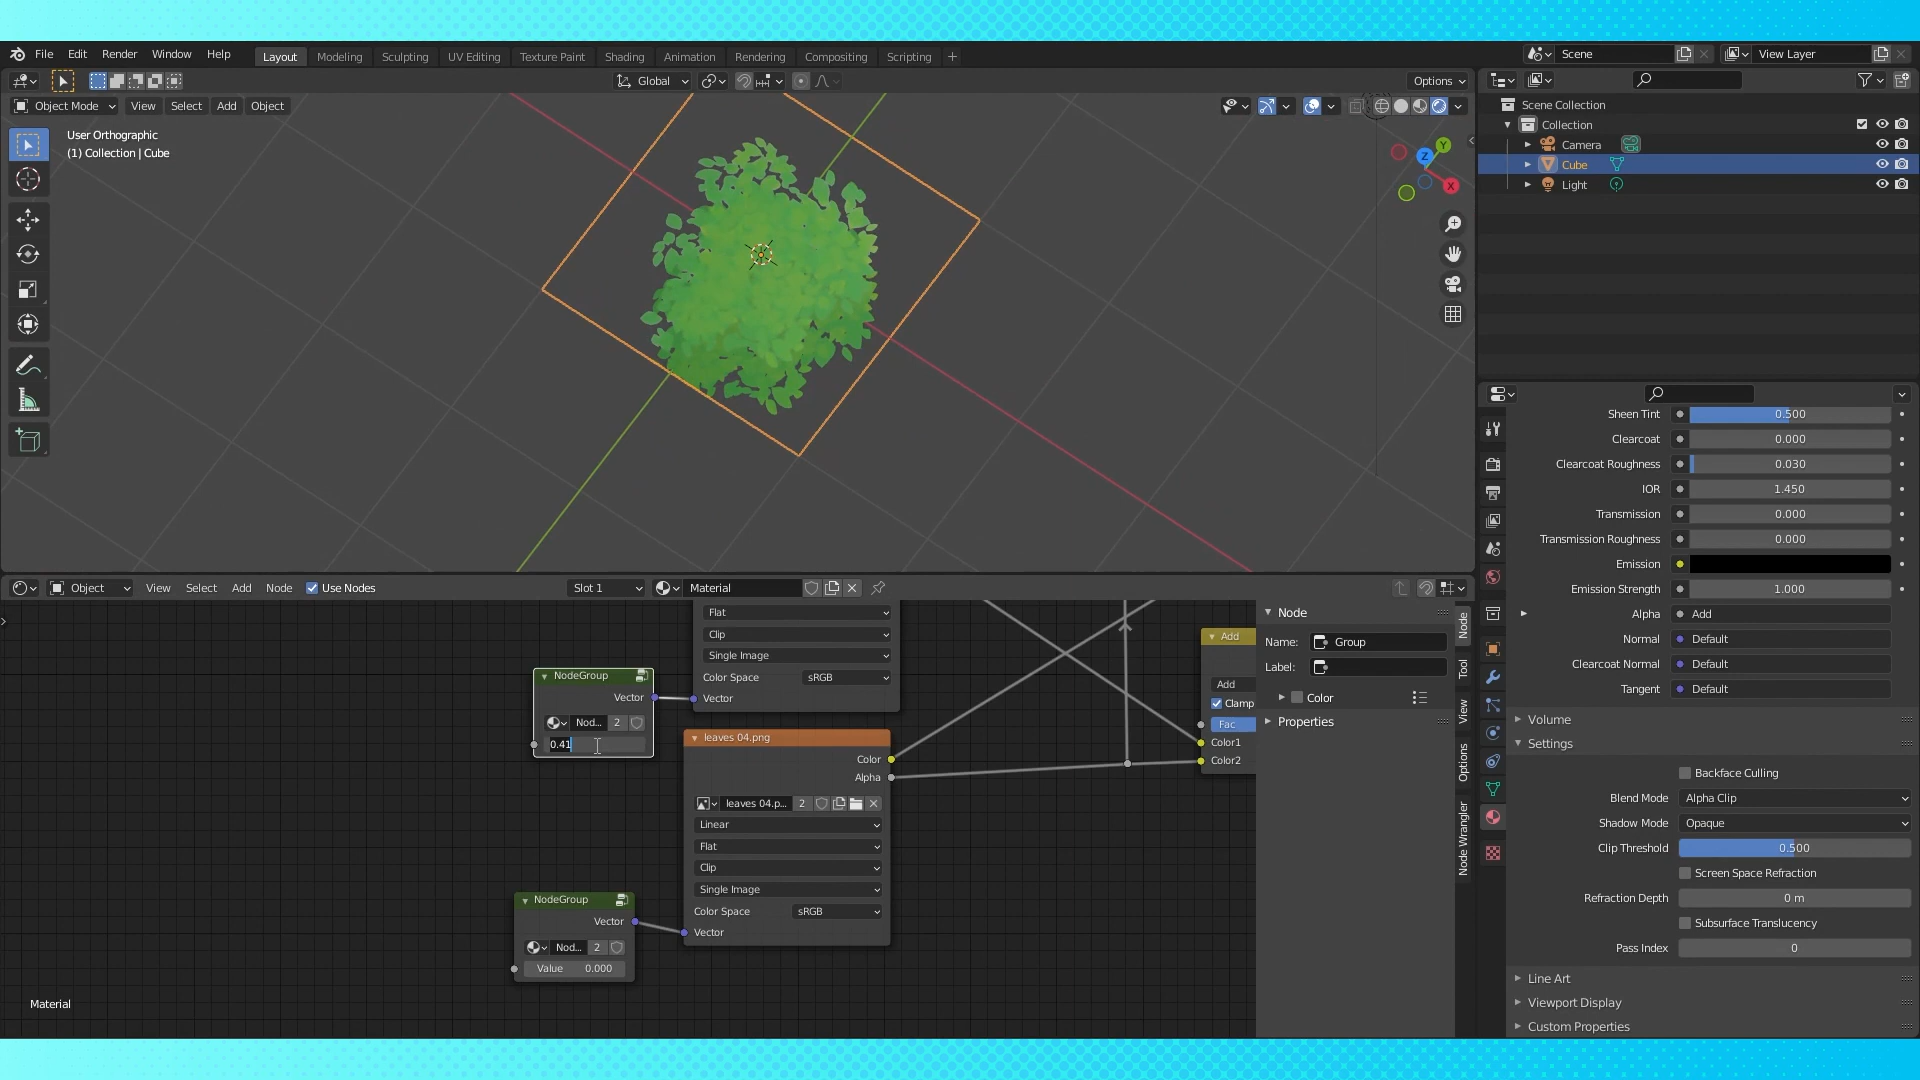 File Edit Render Window Help Layout Modeling Sculpting UV Editing Texture Paint Shading Animation Rendering Compositing Scripting + Scene View Layer
Global Options
Object Mode View Select Add Object
User Orthographic
(1) Collection | Cube
Z Y X
Scene Collection
Collection
Camera
Cube
Light
Sheen Tint 0.500
Clearcoat 0.000
Clearcoat Roughness 0.030
IOR 1.450
Transmission 0.000
Transmission Roughness 0.000
Emission
Emission Strength 1.000
Alpha Add
Normal Default
Clearcoat Normal Default
Tangent Default
Volume
Settings
Backface Culling
Blend Mode Alpha Clip
Shadow Mode Opaque
Clip Threshold 0.500
Screen Space Refraction
Refraction Depth 0 m
Subsurface Translucency
Pass Index 0
Line Art
Viewport Display
Custom Properties
Object View Select Add Node Use Nodes Slot 1 Material
Flat
Clip
Single Image
Color Space sRGB
Vector
NodeGroup
Vector
Nod... 2
0.41
leaves 04.png
Color
Alpha
leaves 04.p... 2
Linear
Flat
Clip
Single Image
Color Space sRGB
Vector
NodeGroup
Vector
Nod... 2
Value 0.000
Add
Add
Clamp
Fac
Color1
Color2
Node
Name: Group
Label:
Color
Properties
Node
Tool
View
Options
Node Wrangler
Material